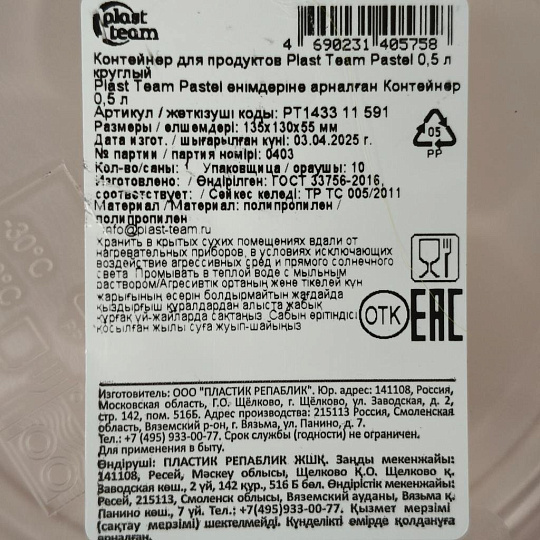 plast team
4 690231 405758
Контейнер для продуктов Plast Team Pastel 0,5 л
круглый
Plast Team Pastel өнімдеріне арналған Контейнер
0,5 л
Артикул / жеткізуші коды: PT1433 11 591
Размеры / өлшемдері: 135х130х55 мм
Дата изгот. / шығарылған күні: 03.04.2025 г.
№ партии / партия нөмірі: 0403
Кол-во/саны: 1 Упаковщица / ораушы: 10
Изготовлено: / Өндірілген: ГОСТ 33756-2016,
соответствует: / Сәйкес келеді: ТР ТС 005/2011
Материал / Материал: полипропилен /
полипропилен
info@plast-team.ru
05
PP
Хранить в крытых сухих помещениях вдали от
нагревательных приборов, в условиях исключающих
воздействие агрессивных сред и прямого солнечного
света. Промывать в теплой воде с мыльным
раствором/Агресивтік ортаның және тікелей күн
жарығының әсерін болдырмайтын жағдайда
қыздырғыш құралдардан алыста жабық
құрғақ үй-жайларда сақтаңыз. Сабын ерітіндісі
қосылған жылы суға жуып-шайыңыз
ОТК EAC
Изготовитель: ООО "ПЛАСТИК РЕПАБЛИК". Юр. адрес: 141108, Россия,
Московская область, Г.О. Щёлково, г. Щёлково, ул. Заводская, д. 2,
стр. 142, пом. 516Б. Адрес производства: 215113 Россия, Смоленская
область, Вяземский р-он, г. Вязьма, ул. Панино, д. 7.
Тел.: +7 (495) 933-00-77. Срок службы (годности) не ограничен.
Для применения в быту.
Өндіруші: ПЛАСТИК РЕПАБЛИК ЖШҚ. Заңды мекенжайы:
141108, Ресей, Мәскеу облысы, Щелково Қ.О. Щелково қ.
Заводская көш., 2 үй, 142 құр., 516 Б бөл. Өндірістік мекенжайы:
Ресей, 215113, Смоленск облысы, Вяземский ауданы, Вязьма қ.
Панино көш., 7 үй. Тел.: +7(495)933-00-77. Қызмет мерзімі
(сақтау мерзімі) шектелмейді. Күнделікті өмірде қолдануға
арналған.
-30°C